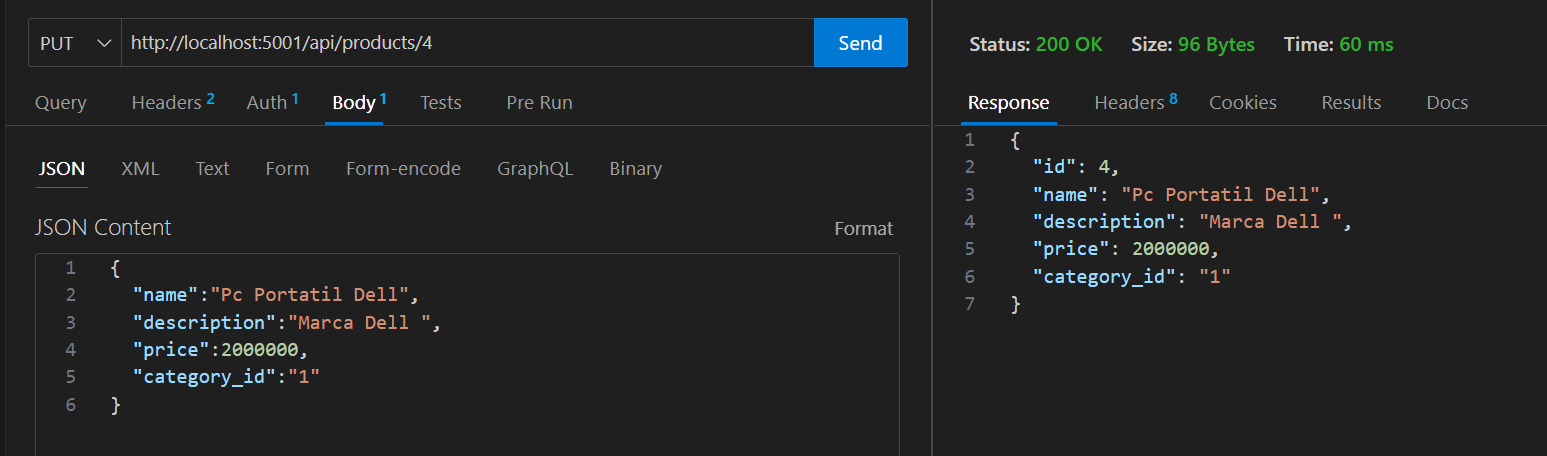 PUT http://localhost:5001/api/products/4 Send
Query Headers 2 Auth 1 Body 1 Tests Pre Run
JSON XML Text Form Form-encode GraphQL Binary
JSON Content Format
1 {
2 "name":"Pc Portatil Dell",
3 "description":"Marca Dell ",
4 "price":2000000,
5 "category_id":"1"
6 }
Status: 200 OK Size: 96 Bytes Time: 60 ms
Response Headers 8 Cookies Results Docs
1 {
2 "id": 4,
3 "name": "Pc Portatil Dell",
4 "description": "Marca Dell ",
5 "price": 2000000,
6 "category_id": "1"
7 }